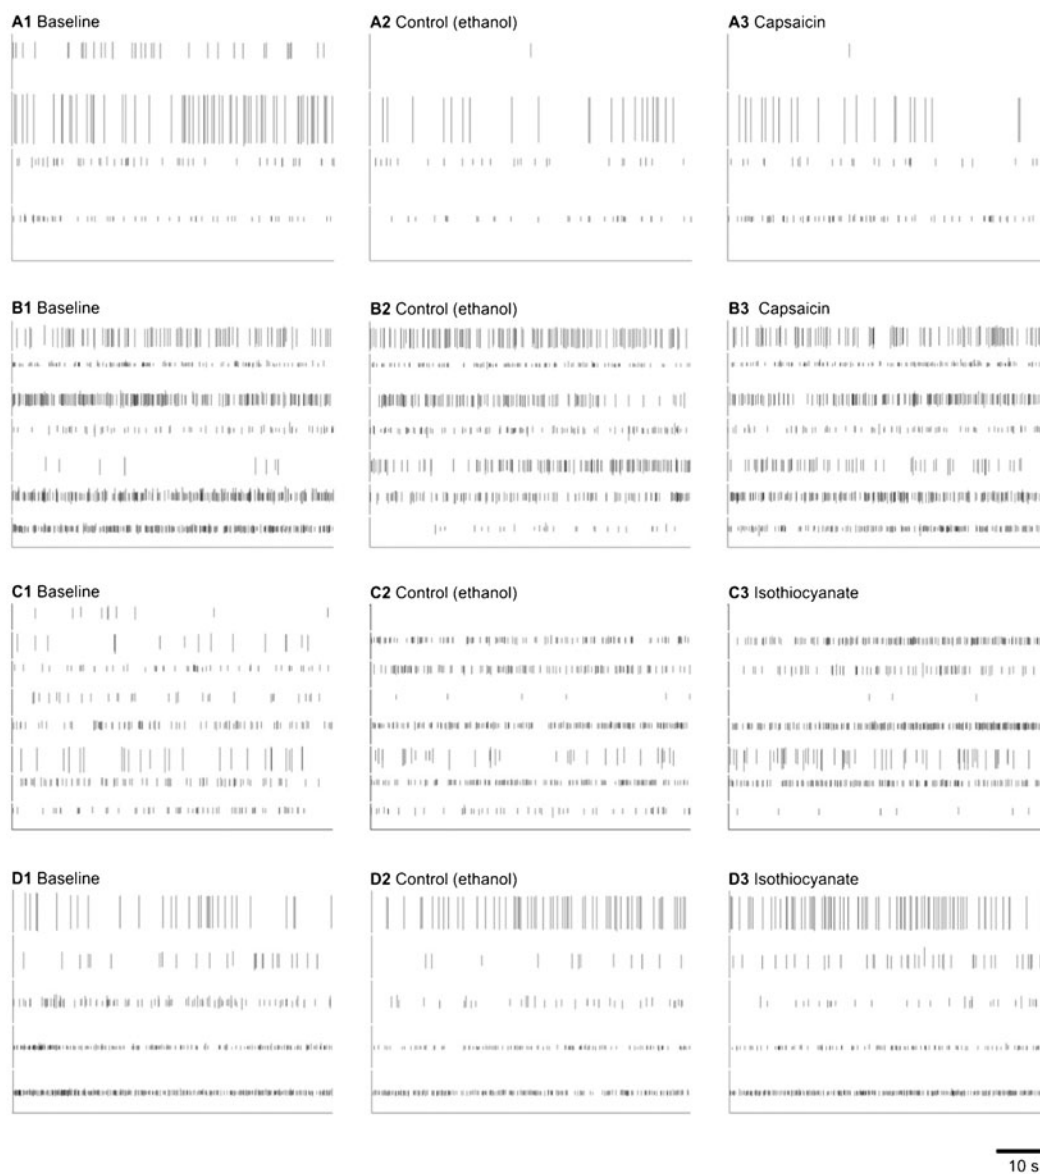 A1 Baseline
A2 Control (ethanol)
A3 Capsaicin
B1 Baseline
B2 Control (ethanol)
B3 Capsaicin
C1 Baseline
C2 Control (ethanol)
C3 Isothiocyanate
D1 Baseline
D2 Control (ethanol)
D3 Isothiocyanate
10 s